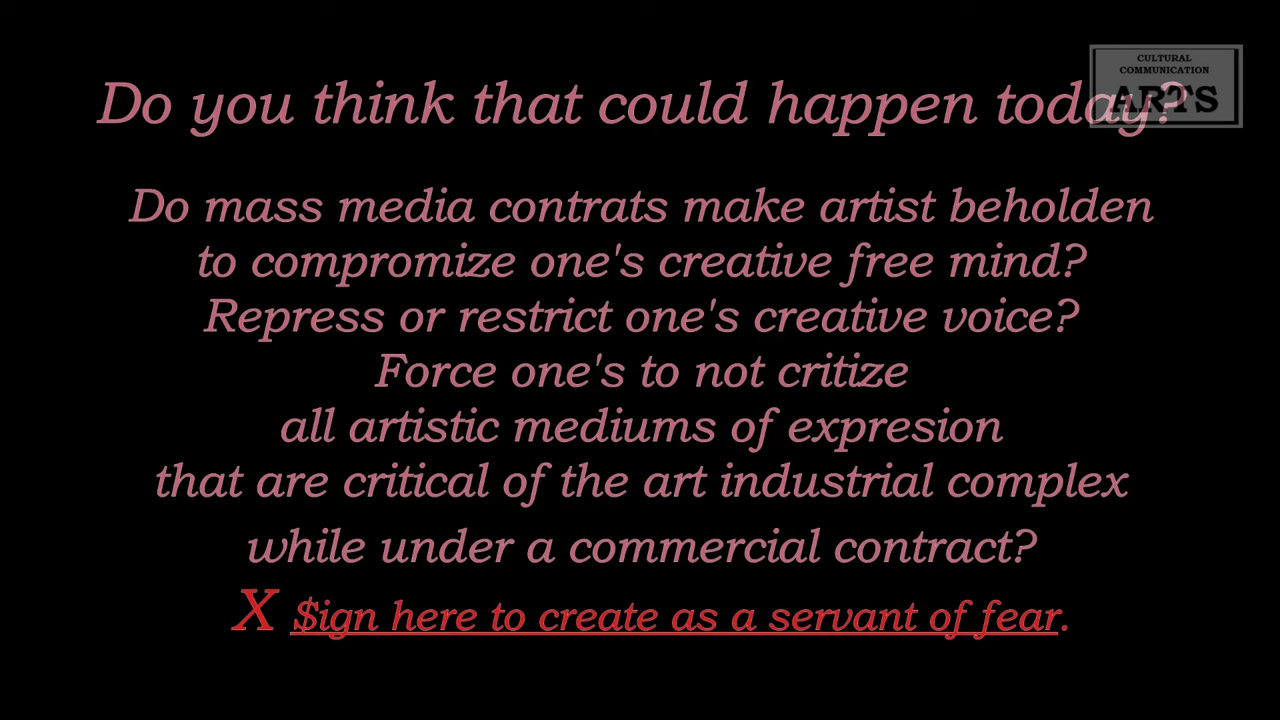 CULTURAL
COMMUNICATION
ARTS
Do you think that could happen today?
Do mass media contrats make artist beholden
to compromize one's creative free mind?
Repress or restrict one's creative voice?
Force one's to not critize
all artistic mediums of expresion
that are critical of the art industrial complex
while under a commercial contract?
X $ign here to create as a servant of fear.